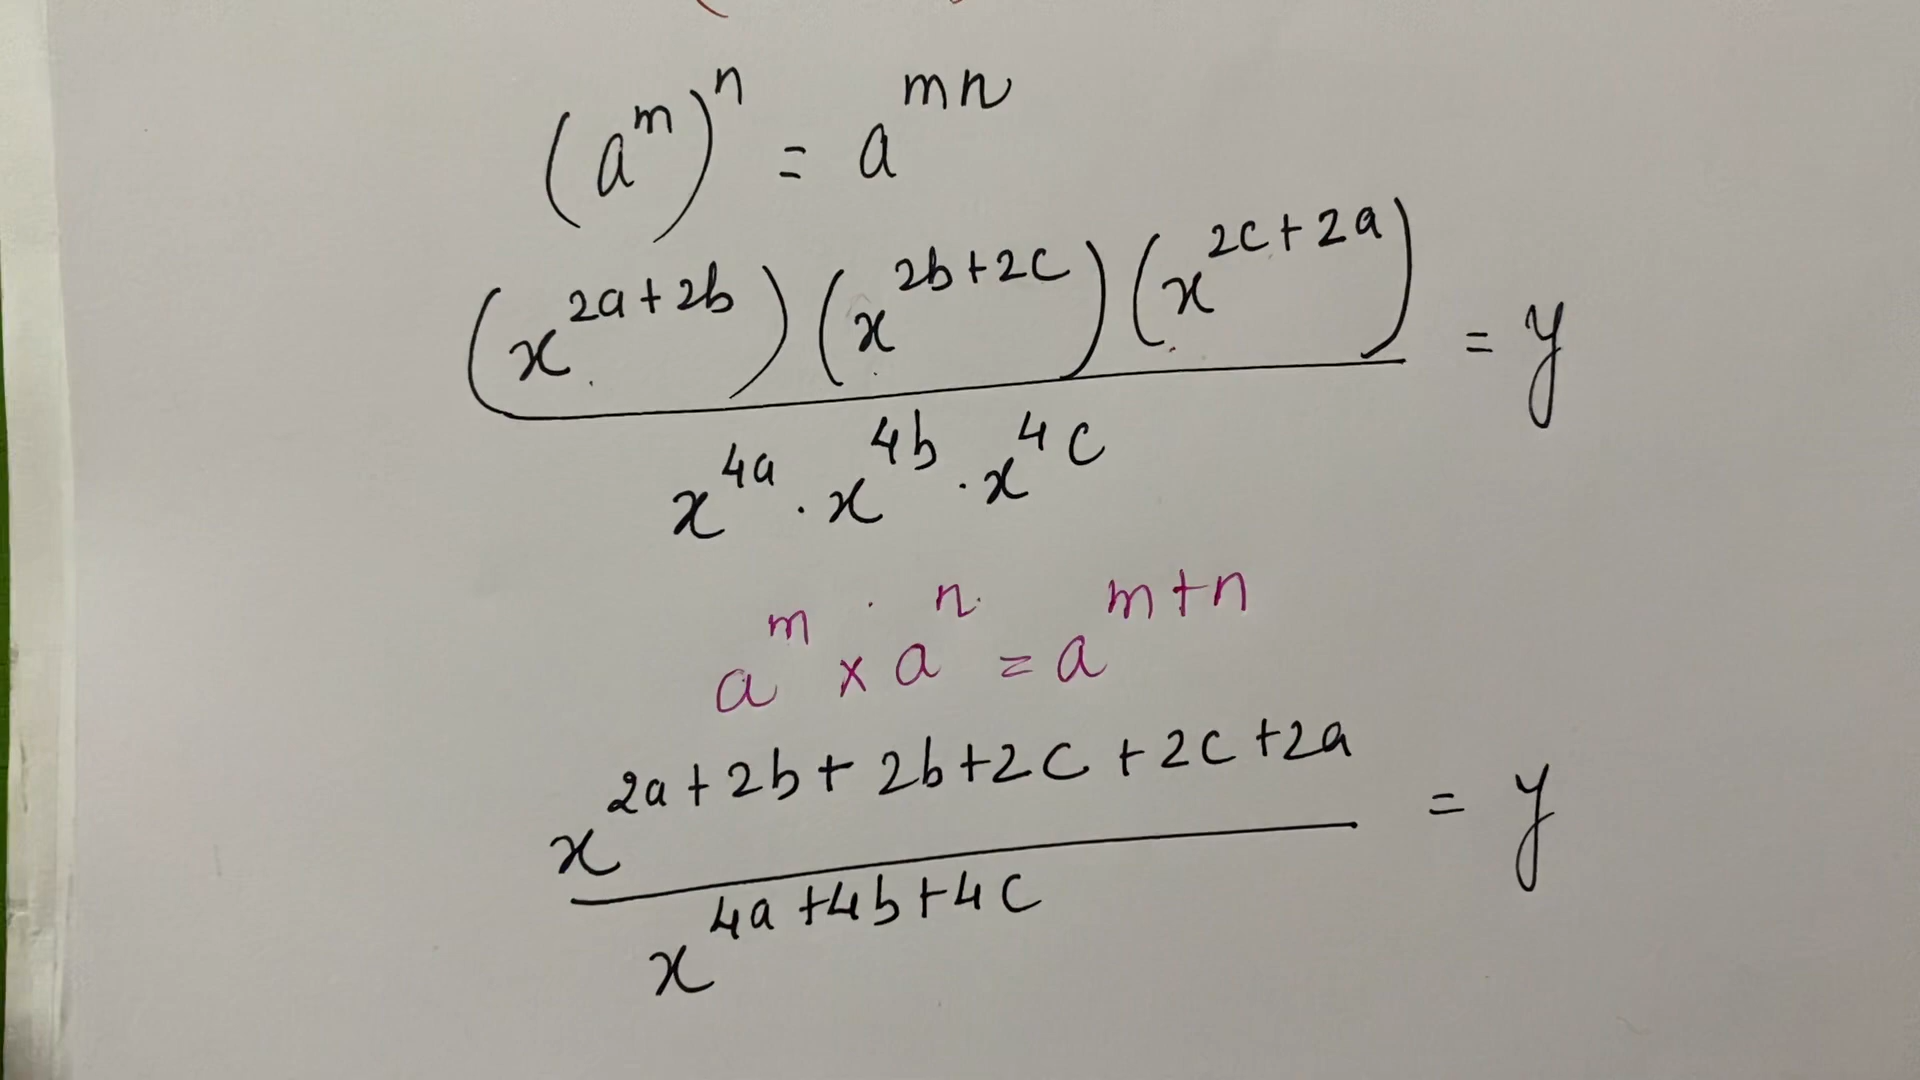 (a^m)^n = a^mn
(x^2a+2b)(x^2b+2c)(x^2c+2a) = y
x^4a . x^4b . x^4c
a^m × a^n = a^m+n
x^2a+2b+2b+2c+2c+2a = y
x^4a+4b+4c